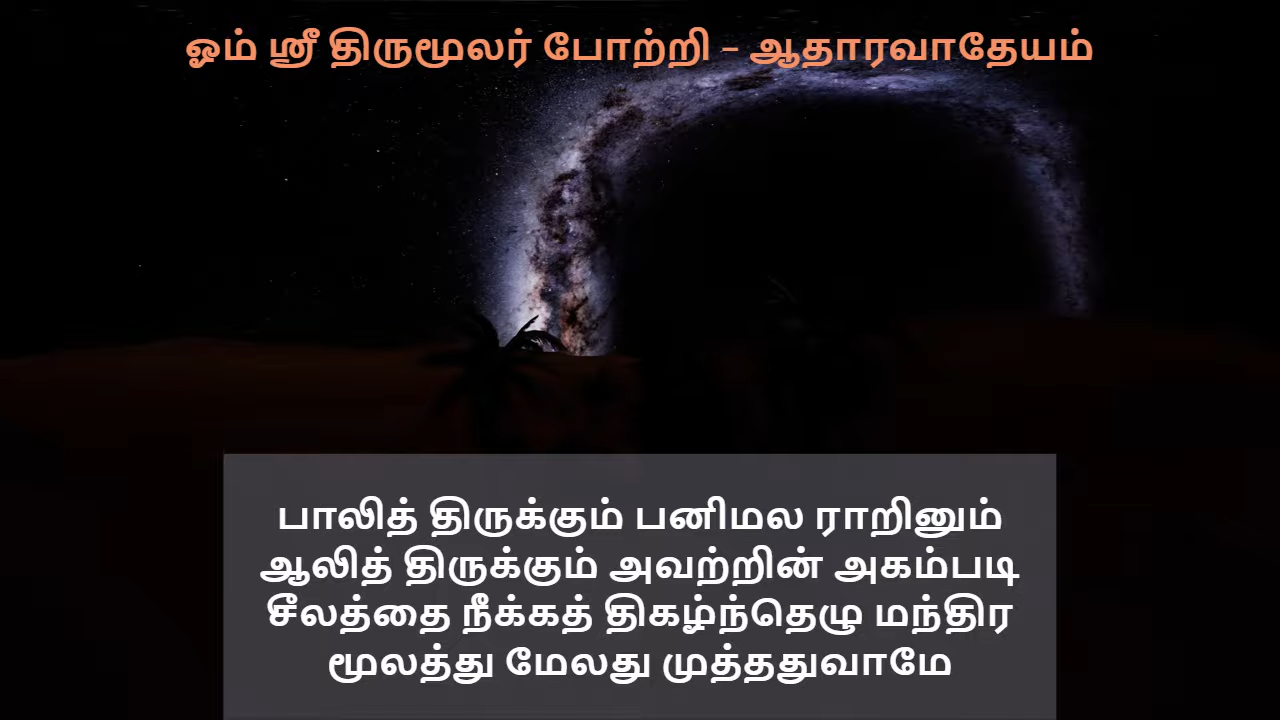 ஓம் ஸ்ரீ திருமூலர் போற்றி – ஆதாரவாதேயம்
பாலித் திருக்கும் பனிமல ராறினும்
ஆலித் திருக்கும் அவற்றின் அகம்படி
சீலத்தை நீக்கத் திகழ்ந்தெழு மந்திர
மூலத்து மேலது முத்ததுவாமே